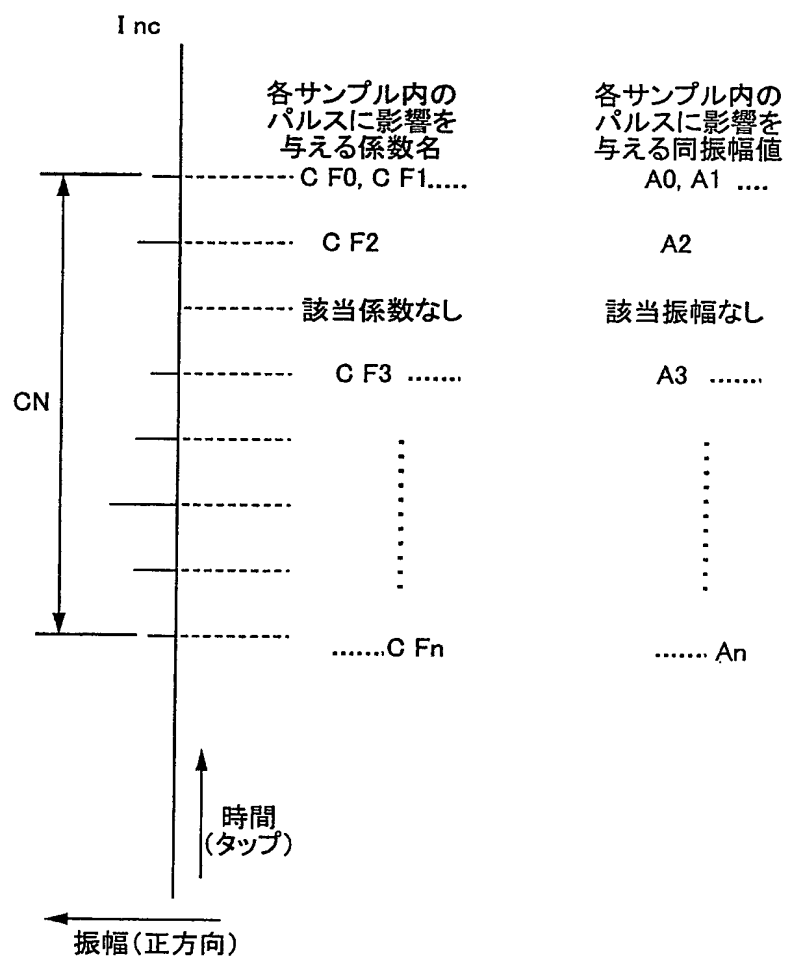 I nc
各サンプル内の
パルスに影響を
与える係数名
各サンプル内の
パルスに影響を
与える同振幅値
C F0, C F1.....
A0, A1 ....
C F2
A2
該当係数なし
該当振幅なし
C F3 .......
A3 .......
CN
.......C Fn
....... An
時間
(タップ)
振幅(正方向)